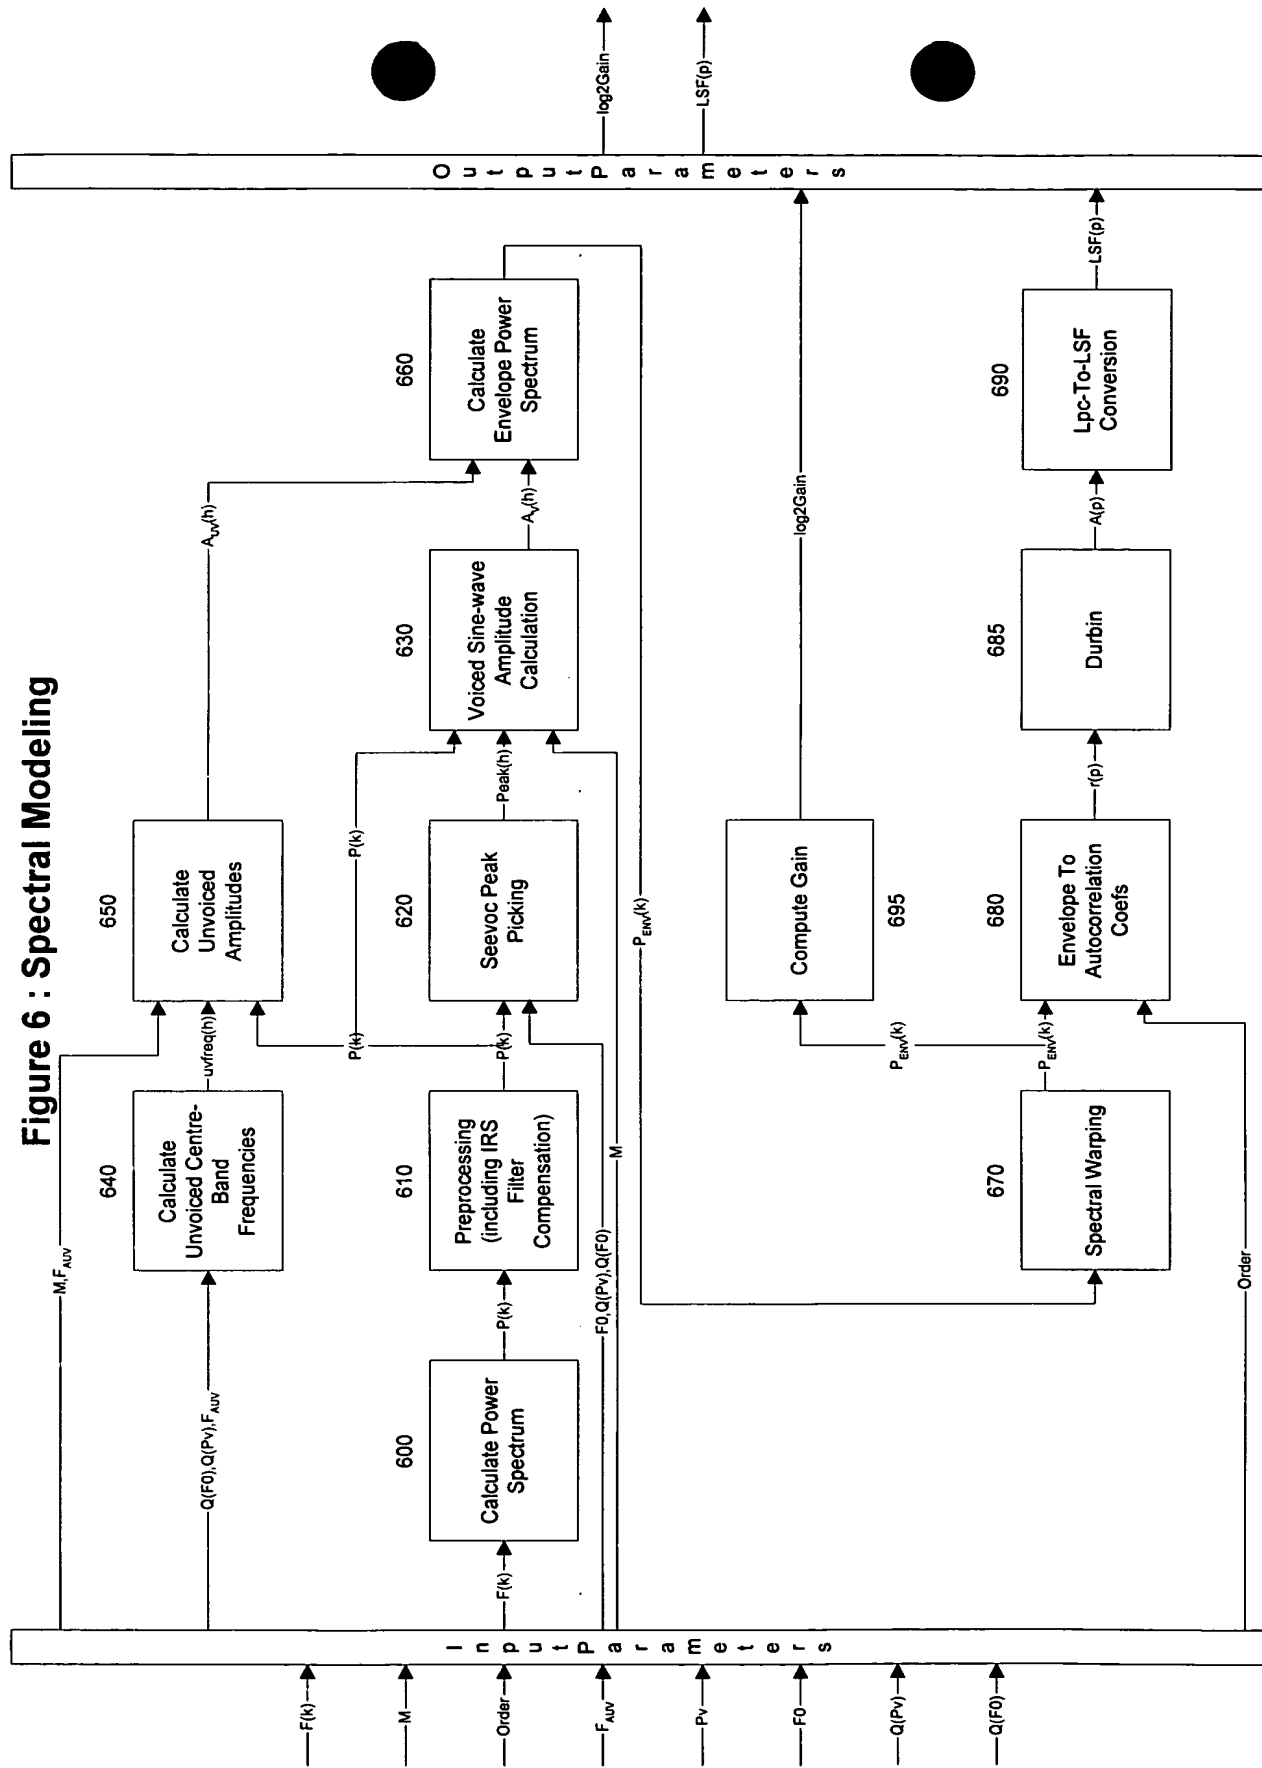 Figure 6 : Spectral Modeling
F(k)
M
Order
F_AUV
Pv
F0
Q(Pv)
Q(F0)
Input Parameters
M,F_AUV
Q(F0),Q(Pv),F_AUV
640
Calculate
Unvoiced Centre-
Band
Frequencies
uvfreq(h)
650
Calculate
Unvoiced
Amplitudes
A_UV(h)
F(k)
600
Calculate Power
Spectrum
P(k)
610
Preprocessing
(including IRS
Filter
Compensation)
P(k)
P(k)
P(k)
620
Seevoc Peak
Picking
Peak(h)
630
Voiced Sine-wave
Amplitude
Calculation
A_V(h)
660
Calculate
Envelope Power
Spectrum
F0,Q(Pv),Q(F0)
M
P_ENV(k)
670
Spectral Warping
P_ENV(k)
P_ENV(k)
Compute Gain
695
log2Gain
680
Envelope To
Autocorrelation
Coefs
r(p)
685
Durbin
A(p)
690
Lpc-To-LSF
Conversion
LSF(p)
Order
Output Parameters
log2Gain
LSF(p)